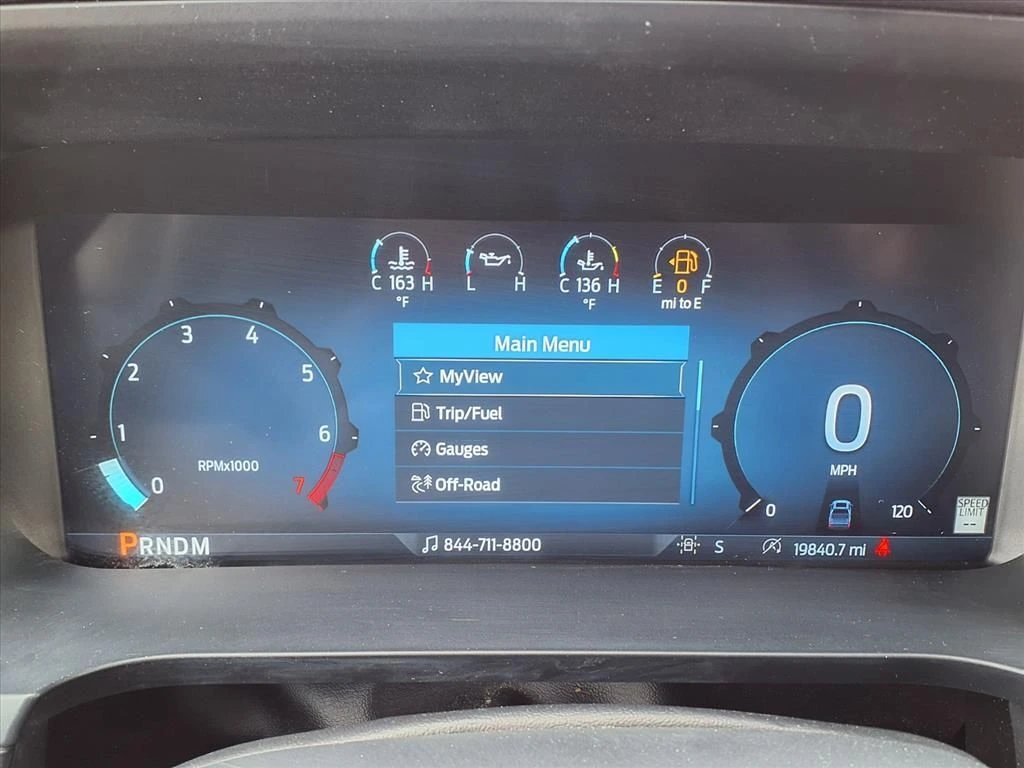 C 163 H
°F
L H
C 136 H
°F
E 0 F
mi to E
Main Menu
MyView
Trip/Fuel
Gauges
Off-Road
0
1
2
3
4
5
6
7
RPMx1000
0
MPH
0
120
SPEED
LIMIT
--
PRNDM
844-711-8800
S
19840.7 mi